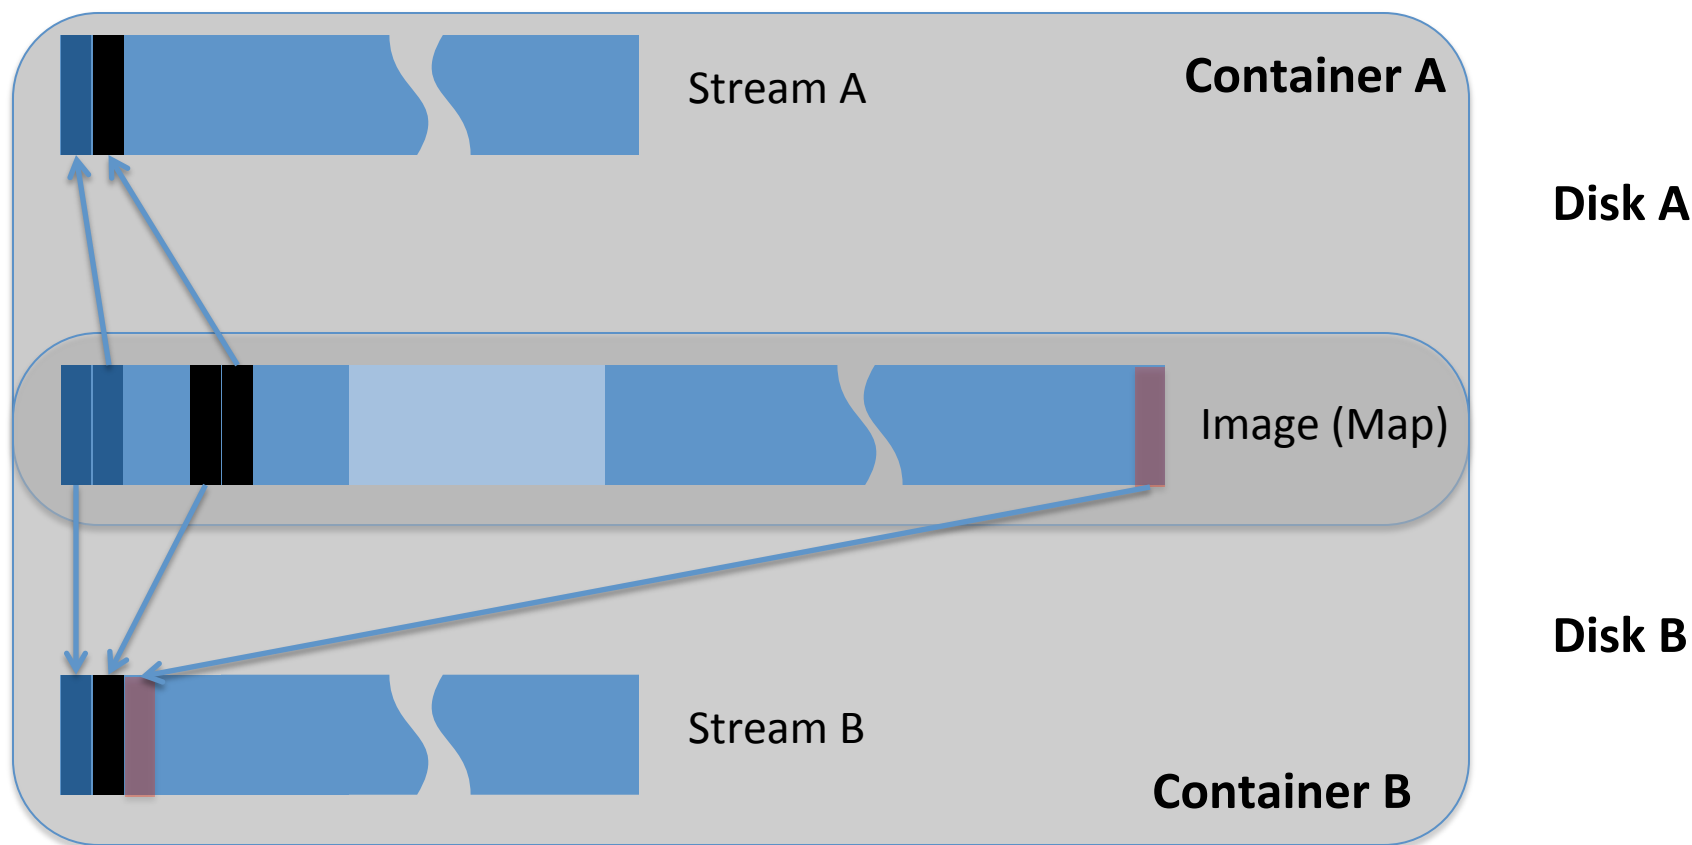 Stream A
Container A
Disk A
Image (Map)
Disk B
Stream B
Container B